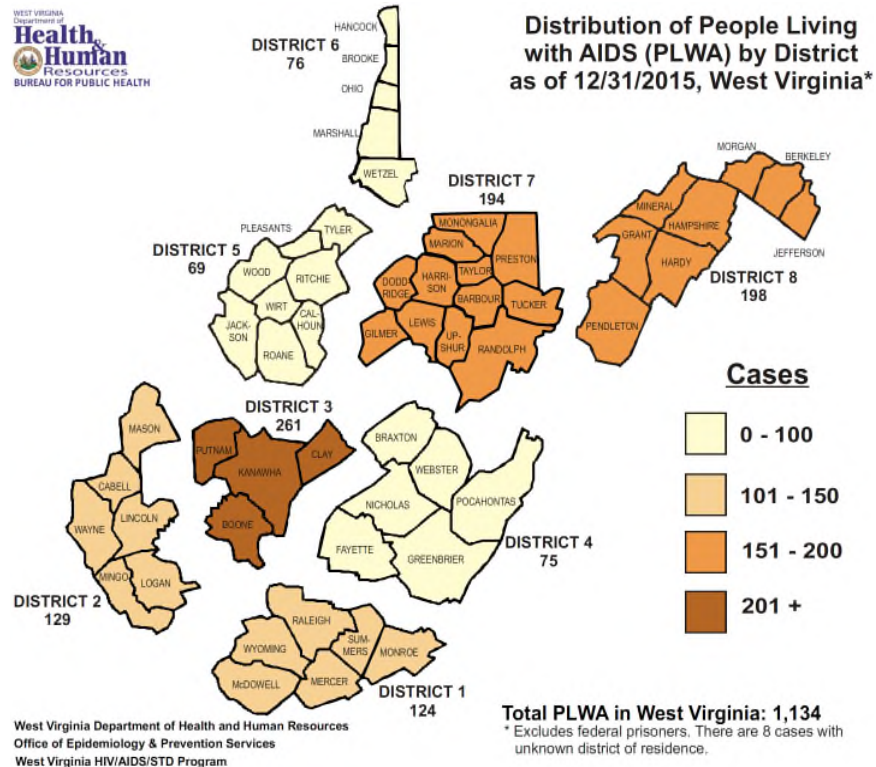 WEST VIRGINIA
Department of
Health&
Human
Resources
BUREAU FOR PUBLIC HEALTH
Distribution of People Living
with AIDS (PLWA) by District
as of 12/31/2015, West Virginia*
DISTRICT 6
76
HANCOCK
BROOKE
OHIO
MARSHALL
WETZEL
DISTRICT 7
194
MONONGALIA
MARION
PRESTON
TAYLOR
HARRI-
SON
DODD
RIDGE
BARBOUR
TUCKER
GILMER
LEWIS
UP-
SHUR
RANDOLPH
MORGAN
BERKELEY
MINERAL
HAMPSHIRE
GRANT
HARDY
JEFFERSON
PENDLETON
DISTRICT 8
198
DISTRICT 5
69
PLEASANTS
TYLER
WOOD
RITCHIE
WIRT
CAL-
HOUN
JACK-
SON
ROANE
Cases
0 - 100
101 - 150
151 - 200
201 +
DISTRICT 3
261
PUTNAM
KANAWHA
CLAY
BOONE
MASON
CABELL
WAYNE
LINCOLN
MINGO
LOGAN
DISTRICT 2
129
BRAXTON
WEBSTER
NICHOLAS
POCAHONTAS
FAYETTE
GREENBRIER
DISTRICT 4
75
RALEIGH
WYOMING
SUM-
MERS
MONROE
McDOWELL
MERCER
DISTRICT 1
124
West Virginia Department of Health and Human Resources
Office of Epidemiology & Prevention Services
West Virginia HIV/AIDS/STD Program
Total PLWA in West Virginia: 1,134
* Excludes federal prisoners. There are 8 cases with
unknown district of residence.